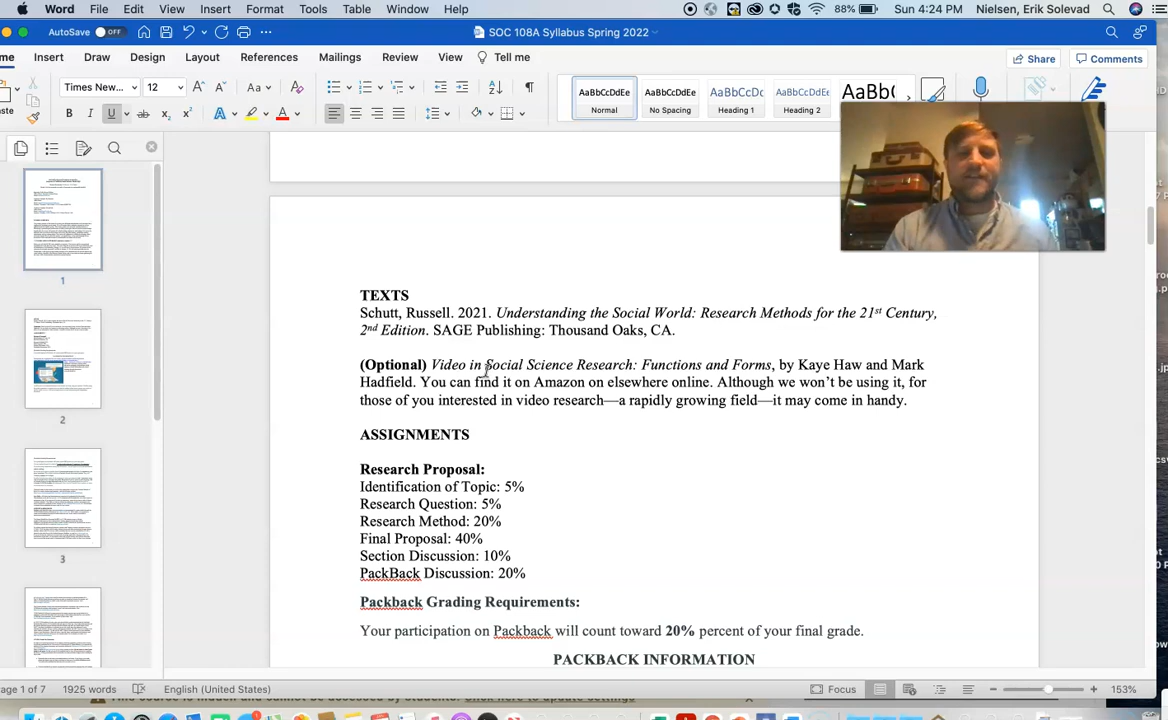 Word File Edit View Insert Format Tools Table Window Help 88% Sun 4:24 PM Nielsen, Erik Solevad
AutoSave OFF SOC 108A Syllabus Spring 2022
me Insert Draw Design Layout References Mailings Review View Tell me Share Comments
Times New... 12 AaBbCcDdEe AaBbCcDdEe AaBbCcDc AaBbCcDdEe AaBb(
aste Normal No Spacing Heading 1 Heading 2
TEXTS
Schutt, Russell. 2021. Understanding the Social World: Research Methods for the 21st Century,
2nd Edition. SAGE Publishing: Thousand Oaks, CA.
(Optional) Video in Social Science Research: Functions and Forms, by Kaye Haw and Mark
Hadfield. You can find it on Amazon on elsewhere online. Although we won’t be using it, for
those of you interested in video research—a rapidly growing field—it may come in handy.
ASSIGNMENTS
Research Proposal:
Identification of Topic: 5%
Research Question: 5%
Research Method: 20%
Final Proposal: 40%
Section Discussion: 10%
PackBack Discussion: 20%
Packback Grading Requirements:
Your participation on Packback will count toward 20% percent of your final grade.
PACKBACK INFORMATION
1
2
3
age 1 of 7 1925 words English (United States) Focus 153%